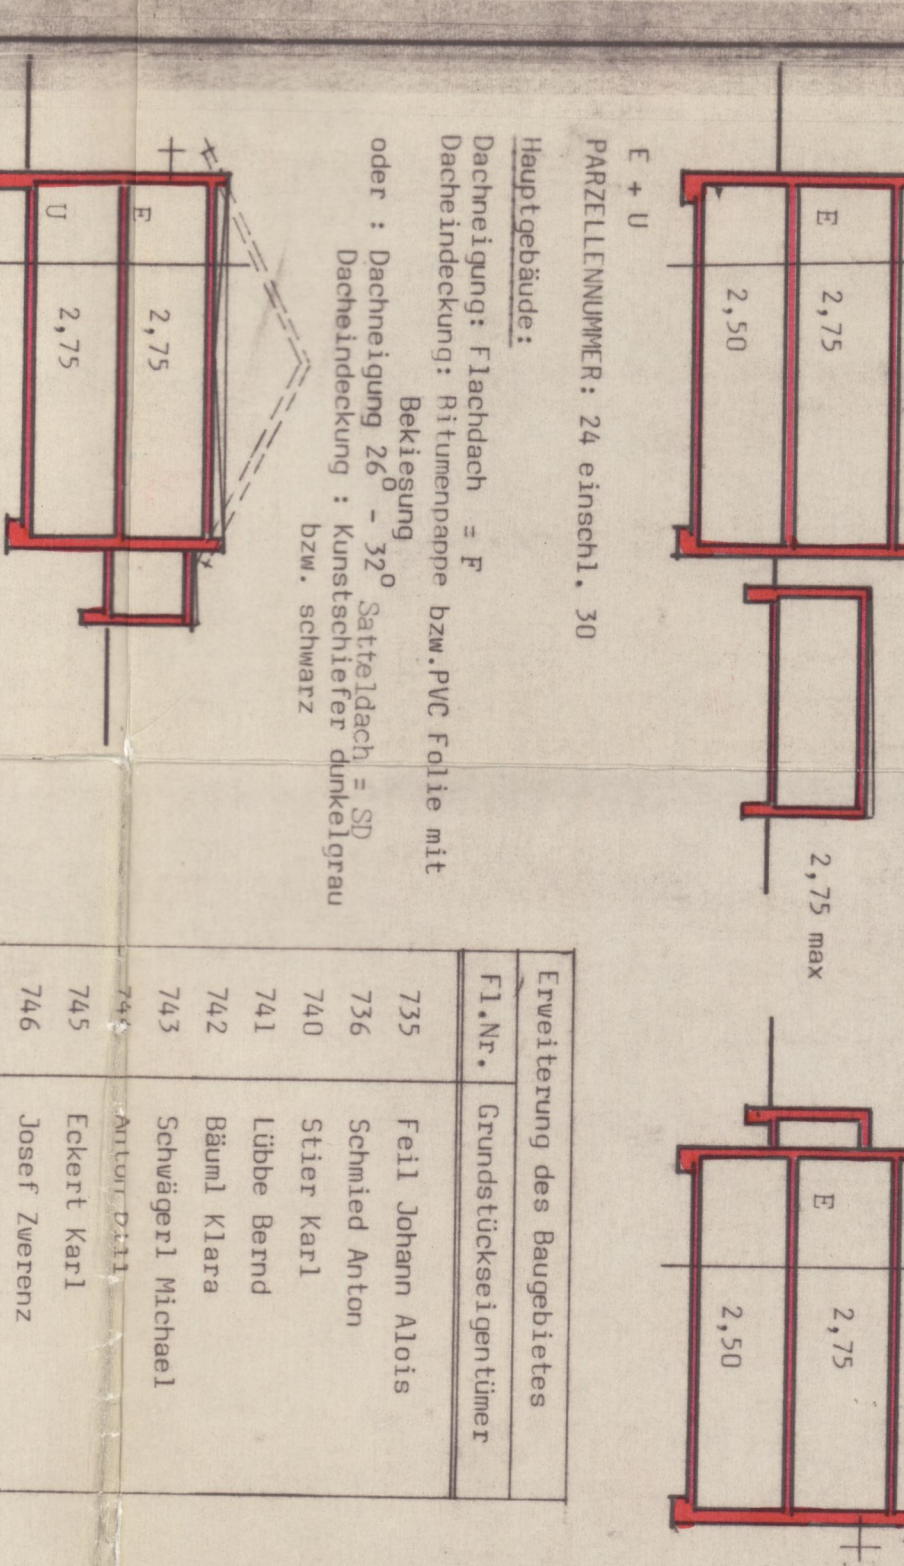 E
2,75
2,50
2,75 max
E
2,75
2,50
E + U
PARZELLENNUMMER: 24 einschl. 30
Hauptgebäude:
Dachneigung: Flachdach = F
Dacheindeckung: Bitumenpappe bzw.PVC Folie mit
Bekiesung
oder : Dachneigung 26° - 32° Satteldach = SD
Dacheindeckung : Kunstschiefer dunkelgrau
bzw. schwarz
E
2,75
U
2,75
Erweiterung des Baugebietes
Fl.Nr. Grundstückseigentümer
735 Feil Johann Alois
736 Schmied Anton
740 Stier Karl
741 Lübbe Bernd
742 Bäuml Klara
743 Schwägerl Michael
744 Anton Dill
745 Eckert Karl
746 Josef Zwerenz